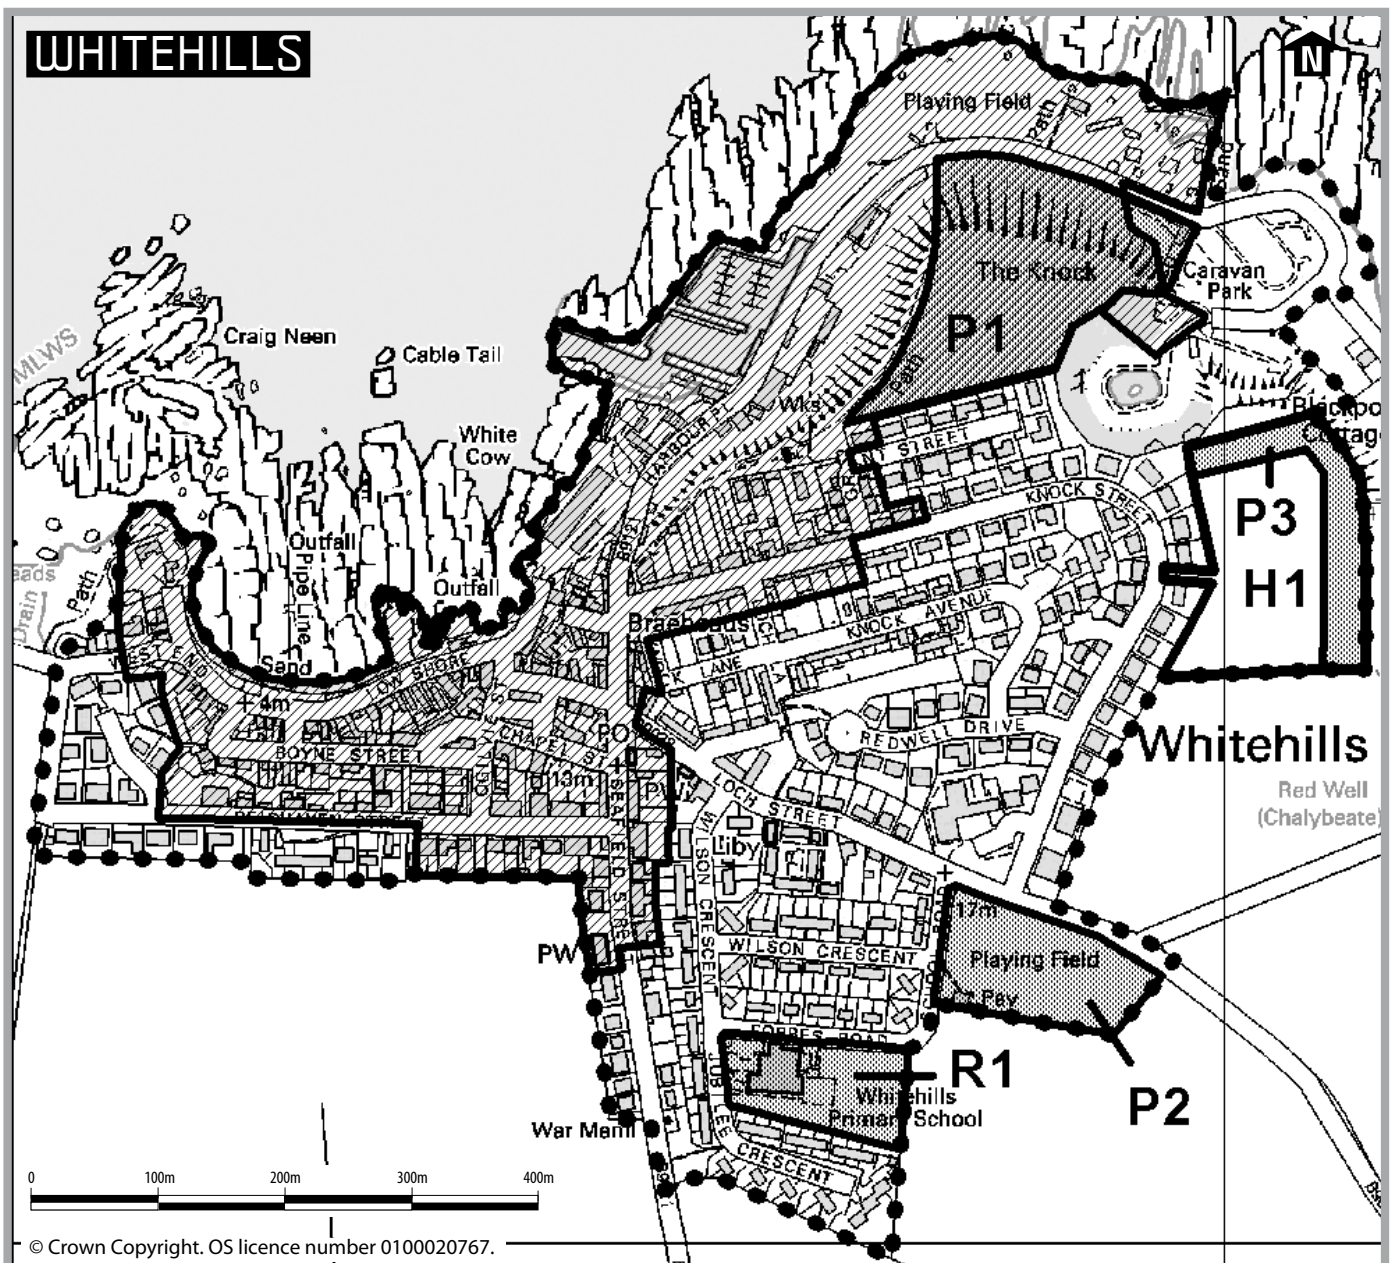 WHITEHILLS
N
Playing Field
Path
Sand
The Knock
P1
Caravan
Park
Craig Neen
Cable Tail
MLWS
Path
Wks
White
Cow
HARBOUR
STREET
KNOCK STREET
P3
H1
Outfall
Pipe Line
Outfall
Path
Drain
KNOCK AVENUE
LANE
WEST END
Sand
LOW SHORE
4m
BOYNE STREET
CHAPEL ST
PO
13m
REDWELL DRIVE
Whitehills
Red Well
(Chalybeate)
LOCH STREET
Liby
WILSON CRESCENT
17m
WILSON CRESCENT
PW
Playing Field
Pav
FORBES ROAD
R1
Whitehills
Primary School
P2
War Meml
CRESCENT
0 100m 200m 300m 400m
© Crown Copyright. OS licence number 0100020767.